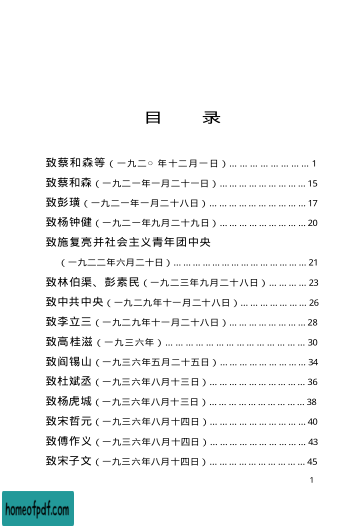 目 录
致蔡和森等（一九二○年十二月一日）……………………1
致蔡和森（一九二一年一月二十一日）………………………15
致彭璜（一九二一年一月二十八日）…………………………17
致杨钟健（一九二一年九月二十九日）………………………20
致施复亮并社会主义青年团中央
（一九二二年六月二十日）……………………………………21
致林伯渠、彭素民（一九二三年九月二十八日）…………23
致中共中央（一九二九年十一月二十八日）…………………26
致李立三（一九二九年十一月二十八日）……………………28
致高桂滋（一九三六年）………………………………………30
致阎锡山（一九三六年五月二十五日）………………………34
致杜斌丞（一九三六年八月十三日）…………………………36
致杨虎城（一九三六年八月十三日）…………………………38
致宋哲元（一九三六年八月十四日）…………………………40
致傅作义（一九三六年八月十四日）…………………………43
致宋子文（一九三六年八月十四日）…………………………45
1
homeofpdf.com